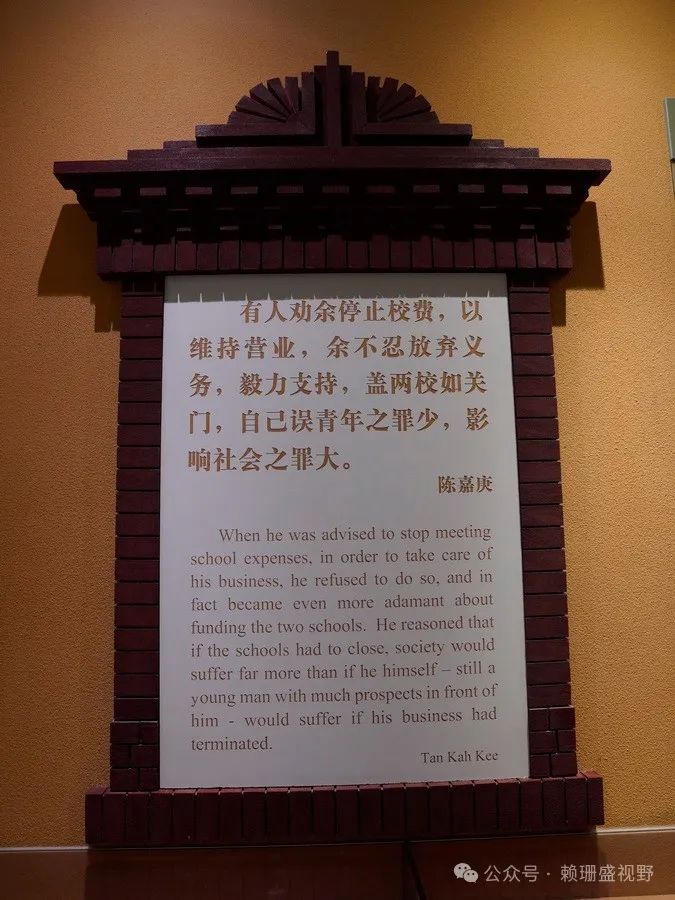 有人劝余停止校费，以
维持营业，余不忍放弃义
务，毅力支持，盖两校如关
门，自己误青年之罪少，影
响社会之罪大。
陈嘉庚
When he was advised to stop meeting
school expenses, in order to take care of
his business, he refused to do so, and in
fact became even more adamant about
funding the two schools. He reasoned that
if the schools had to close, society would
suffer far more than if he himself – still a
young man with much prospects in front of
him - would suffer if his business had
terminated.
Tan Kah Kee
公众号 · 赖珊盛视野